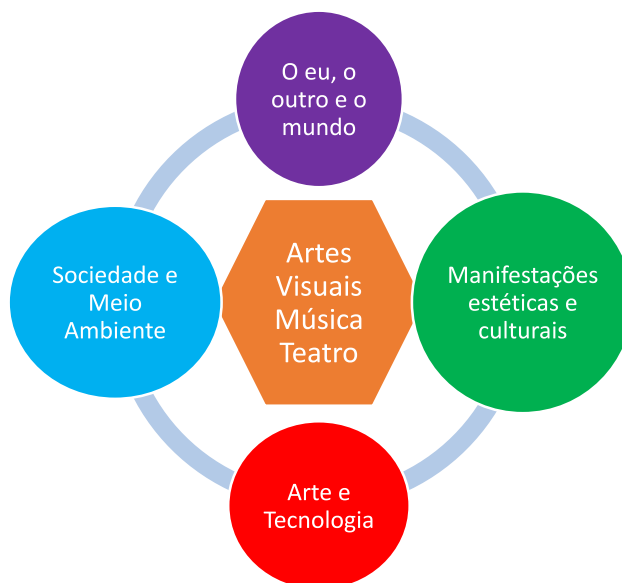 O eu, o
outro e o
mundo
Sociedade e
Meio
Ambiente
Artes
Visuais
Música
Teatro
Manifestações
estéticas e
culturais
Arte e
Tecnologia